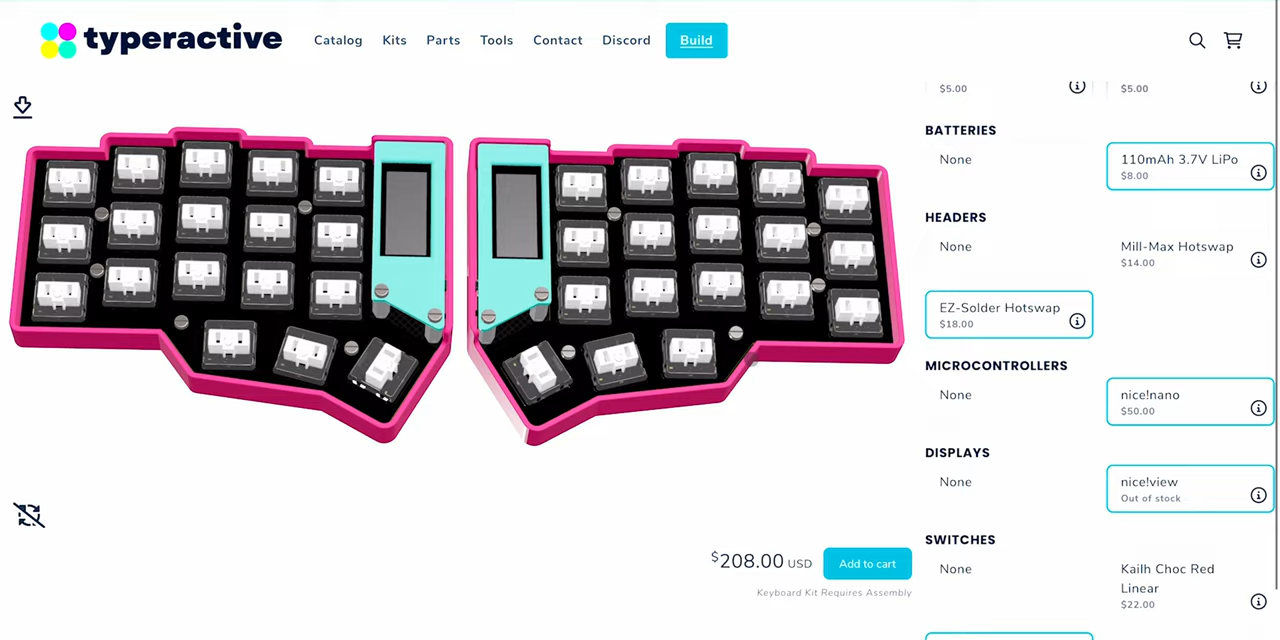 typeractive
Catalog Kits Parts Tools Contact Discord Build
$5.00 $5.00
BATTERIES
None 110mAh 3.7V LiPo
$8.00
HEADERS
None Mill-Max Hotswap
$14.00
EZ-Solder Hotswap
$18.00
MICROCONTROLLERS
None nice!nano
$50.00
DISPLAYS
None nice!view
Out of stock
SWITCHES
None Kailh Choc Red
Linear
$22.00
$208.00 USD Add to cart
Keyboard Kit Requires Assembly